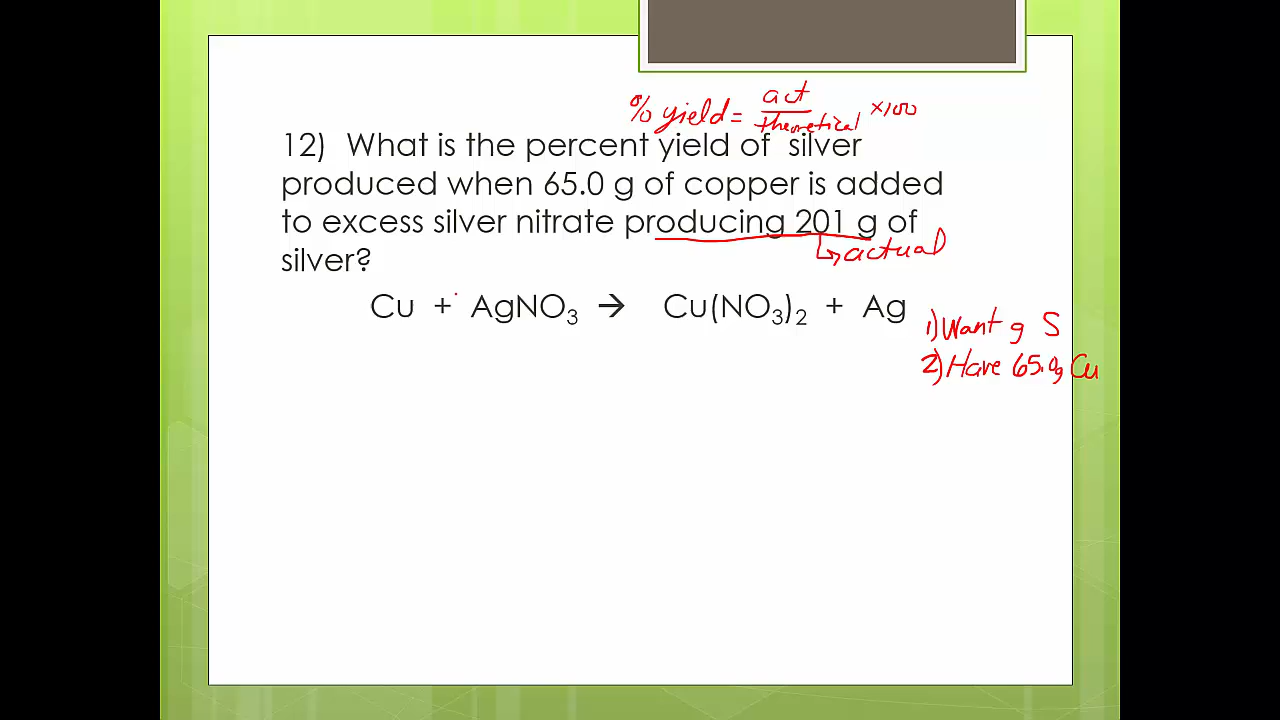 % yield = act / theoretical ×100
12) What is the percent yield of silver
produced when 65.0 g of copper is added
to excess silver nitrate producing 201 g of
↳ actual
silver?
Cu + AgNO₃ → Cu(NO₃)₂ + Ag
1) Want g S
2) Have 65.0g Cu